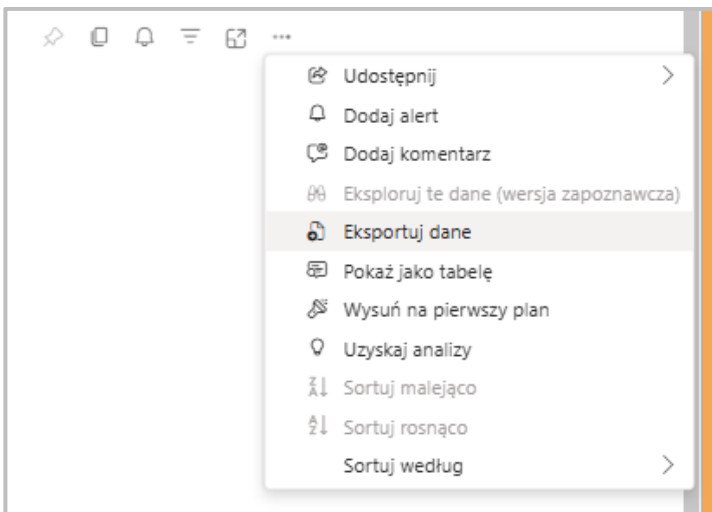 Udostępnij
Dodaj alert
Dodaj komentarz
Eksploruj te dane (wersja zapoznawcza)
Eksportuj dane
Pokaż jako tabelę
Wysuń na pierwszy plan
Uzyskaj analizy
Sortuj malejąco
Sortuj rosnąco
Sortuj według